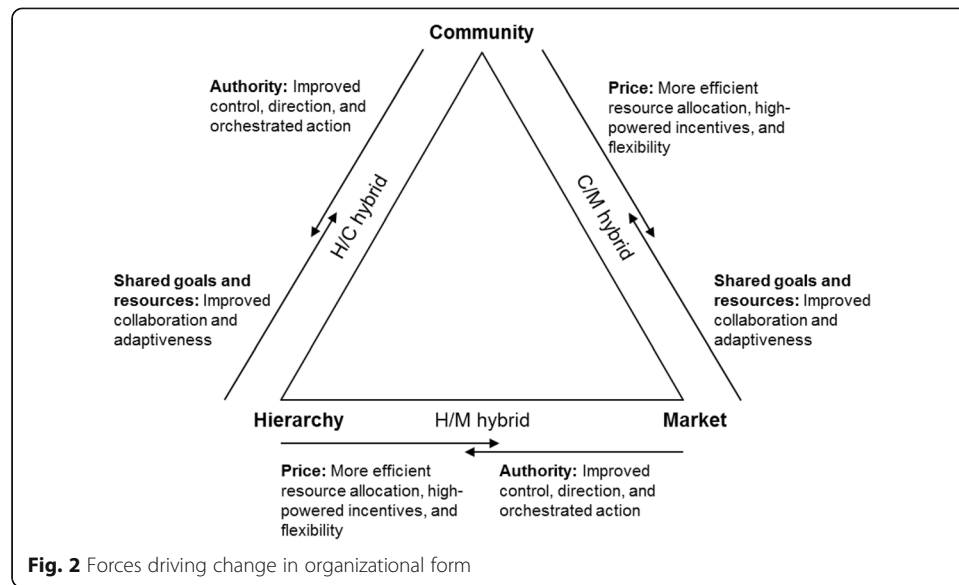 Community
Authority: Improved
control, direction, and
orchestrated action
Price: More efficient
resource allocation, high-
powered incentives, and
flexibility
H/C hybrid
C/M hybrid
Shared goals and
resources: Improved
collaboration and
adaptiveness
Shared goals and
resources: Improved
collaboration and
adaptiveness
Hierarchy
H/M hybrid
Market
Price: More efficient
resource allocation, high-
powered incentives, and
flexibility
Authority: Improved
control, direction, and
orchestrated action
Fig. 2 Forces driving change in organizational form